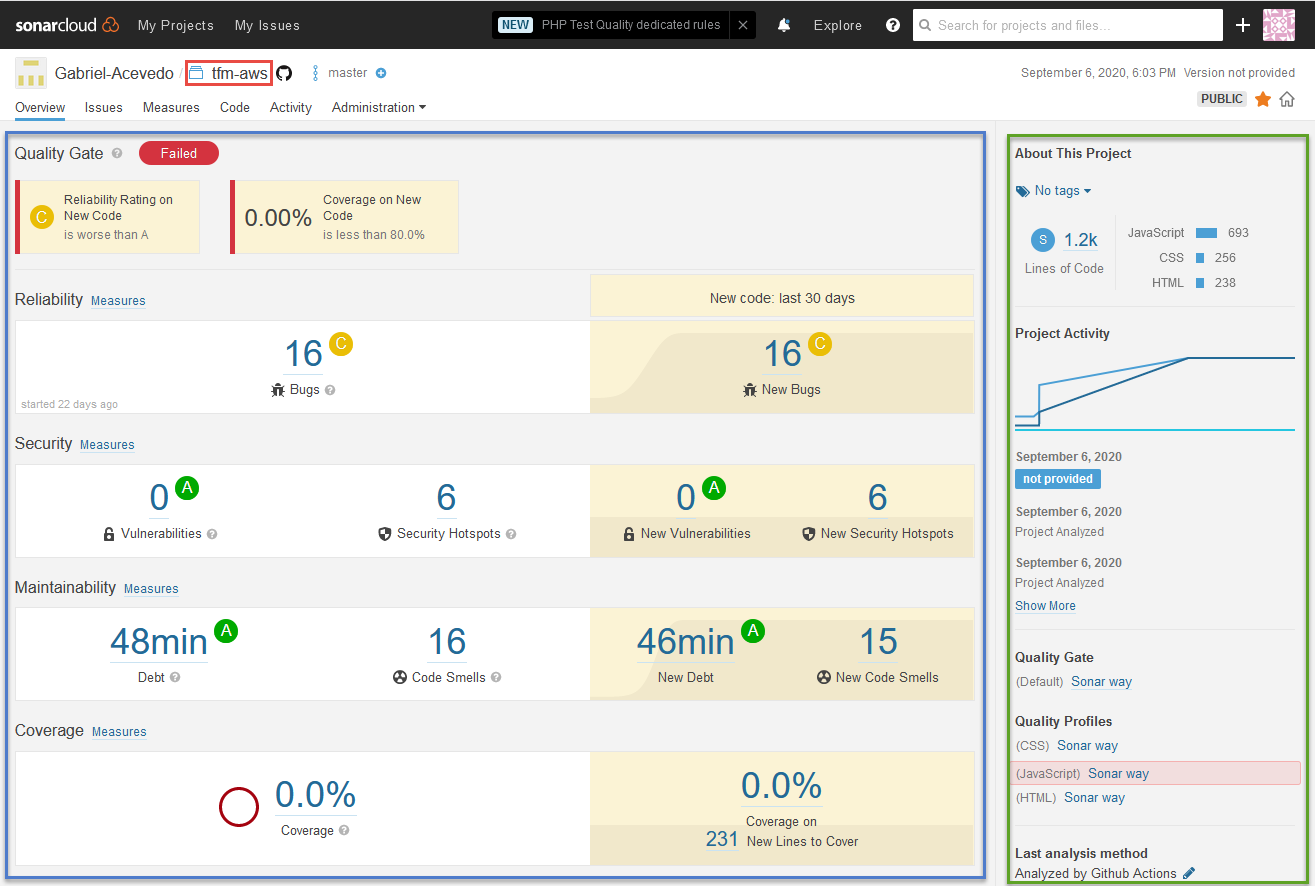 sonarcloud My Projects My Issues NEW PHP Test Quality dedicated rules Explore Search for projects and files...
Gabriel-Acevedo / tfm-aws master September 6, 2020, 6:03 PM Version not provided
Overview Issues Measures Code Activity Administration PUBLIC
Quality Gate Failed
C
Reliability Rating on
New Code
is worse than A
0.00%
Coverage on New
Code
is less than 80.0%
Reliability Measures
New code: last 30 days
16 C
Bugs
started 22 days ago
16 C
New Bugs
Security Measures
0 A
Vulnerabilities
6
Security Hotspots
0 A
New Vulnerabilities
6
New Security Hotspots
Maintainability Measures
48min A
Debt
16
Code Smells
46min A
New Debt
15
New Code Smells
Coverage Measures
0.0%
Coverage
0.0%
Coverage on
231 New Lines to Cover
About This Project
No tags
S 1.2k
Lines of Code
JavaScript 693
CSS 256
HTML 238
Project Activity
September 6, 2020
not provided
September 6, 2020
Project Analyzed
September 6, 2020
Project Analyzed
Show More
Quality Gate
(Default) Sonar way
Quality Profiles
(CSS) Sonar way
(JavaScript) Sonar way
(HTML) Sonar way
Last analysis method
Analyzed by Github Actions